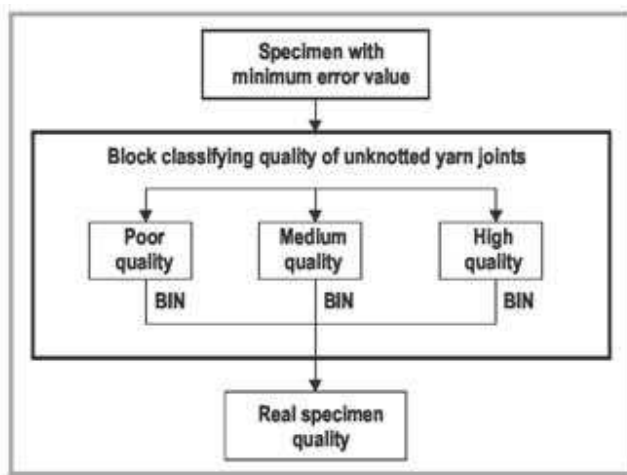 Specimen with
minimum error value
Block classifying quality of unknotted yarn joints
Poor
quality
Medium
quality
High
quality
BIN
BIN
BIN
Real specimen
quality